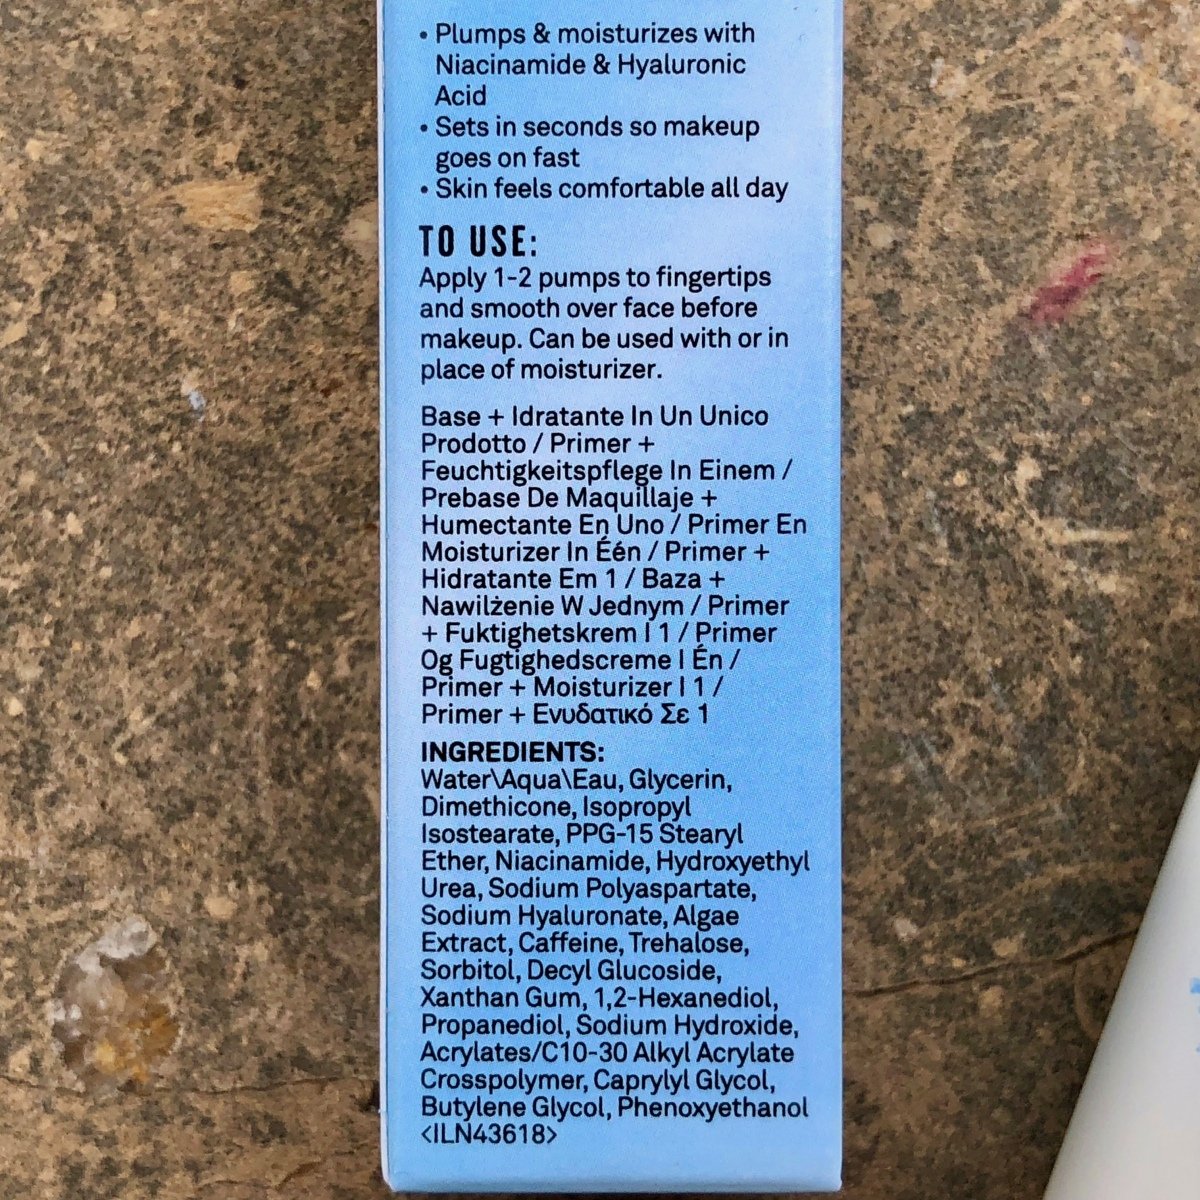 • Plumps & moisturizes with
Niacinamide & Hyaluronic
Acid
• Sets in seconds so makeup
goes on fast
• Skin feels comfortable all day
TO USE:
Apply 1-2 pumps to fingertips
and smooth over face before
makeup. Can be used with or in
place of moisturizer.
Base + Idratante In Un Unico
Prodotto / Primer +
Feuchtigkeitspflege In Einem /
Prebase De Maquillaje +
Humectante En Uno / Primer En
Moisturizer In Één / Primer +
Hidratante Em 1 / Baza +
Nawilżenie W Jednym / Primer
+ Fuktighetskrem I 1 / Primer
Og Fugtighedscreme I Én /
Primer + Moisturizer I 1 /
Primer + Ενυδατικό Σε 1
INGREDIENTS:
Water\Aqua\Eau, Glycerin,
Dimethicone, Isopropyl
Isostearate, PPG-15 Stearyl
Ether, Niacinamide, Hydroxyethyl
Urea, Sodium Polyaspartate,
Sodium Hyaluronate, Algae
Extract, Caffeine, Trehalose,
Sorbitol, Decyl Glucoside,
Xanthan Gum, 1,2-Hexanediol,
Propanediol, Sodium Hydroxide,
Acrylates/C10-30 Alkyl Acrylate
Crosspolymer, Caprylyl Glycol,
Butylene Glycol, Phenoxyethanol
<ILN43618>